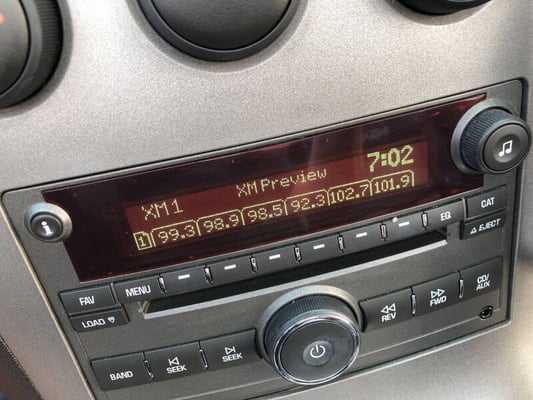 7:02
XM1 XM Preview
1 99.3 98.9 98.5 92.3 102.7 101.9
i
FAV MENU EQ CAT
LOAD EJECT
REV FWD CD/AUX
BAND SEEK SEEK